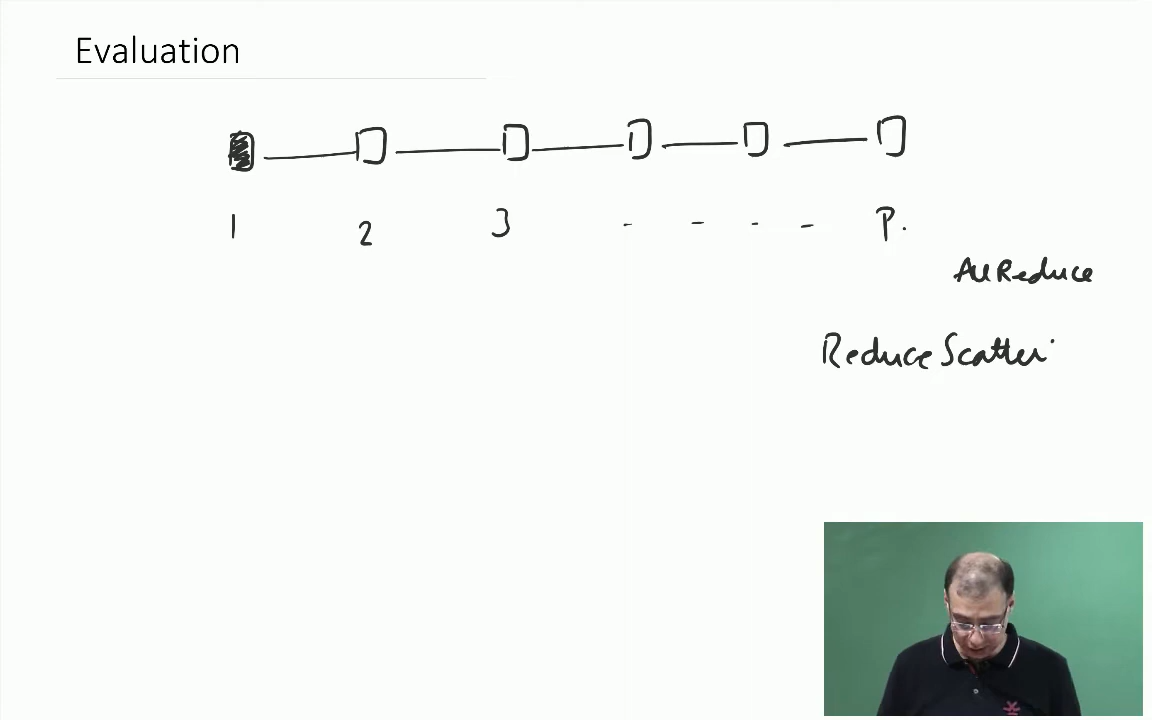 Evaluation
1 2 3 - - - - P.
AllReduce
ReduceScatter